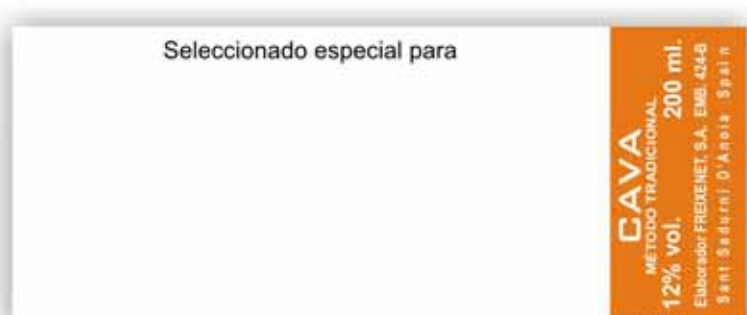 Seleccionado especial para
CAVA
MÉTODO TRADICIONAL
12% vol. 200 ml.
Elaborador FREIXENET, S.A. EMB. 424-B
Sant Sadurní D'Anoia Spain